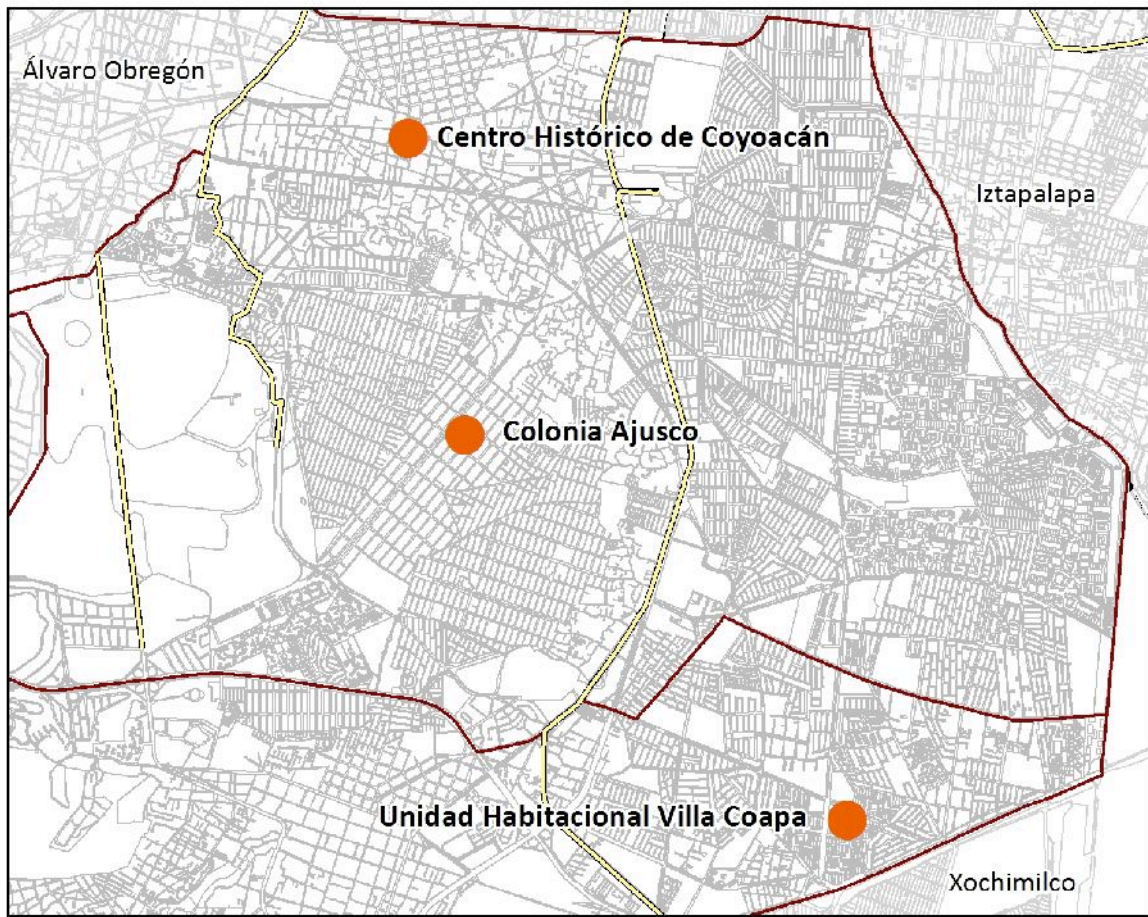 Álvaro Obregón
Centro Histórico de Coyoacán
Iztapalapa
Colonia Ajusco
Unidad Habitacional Villa Coapa
Xochimilco